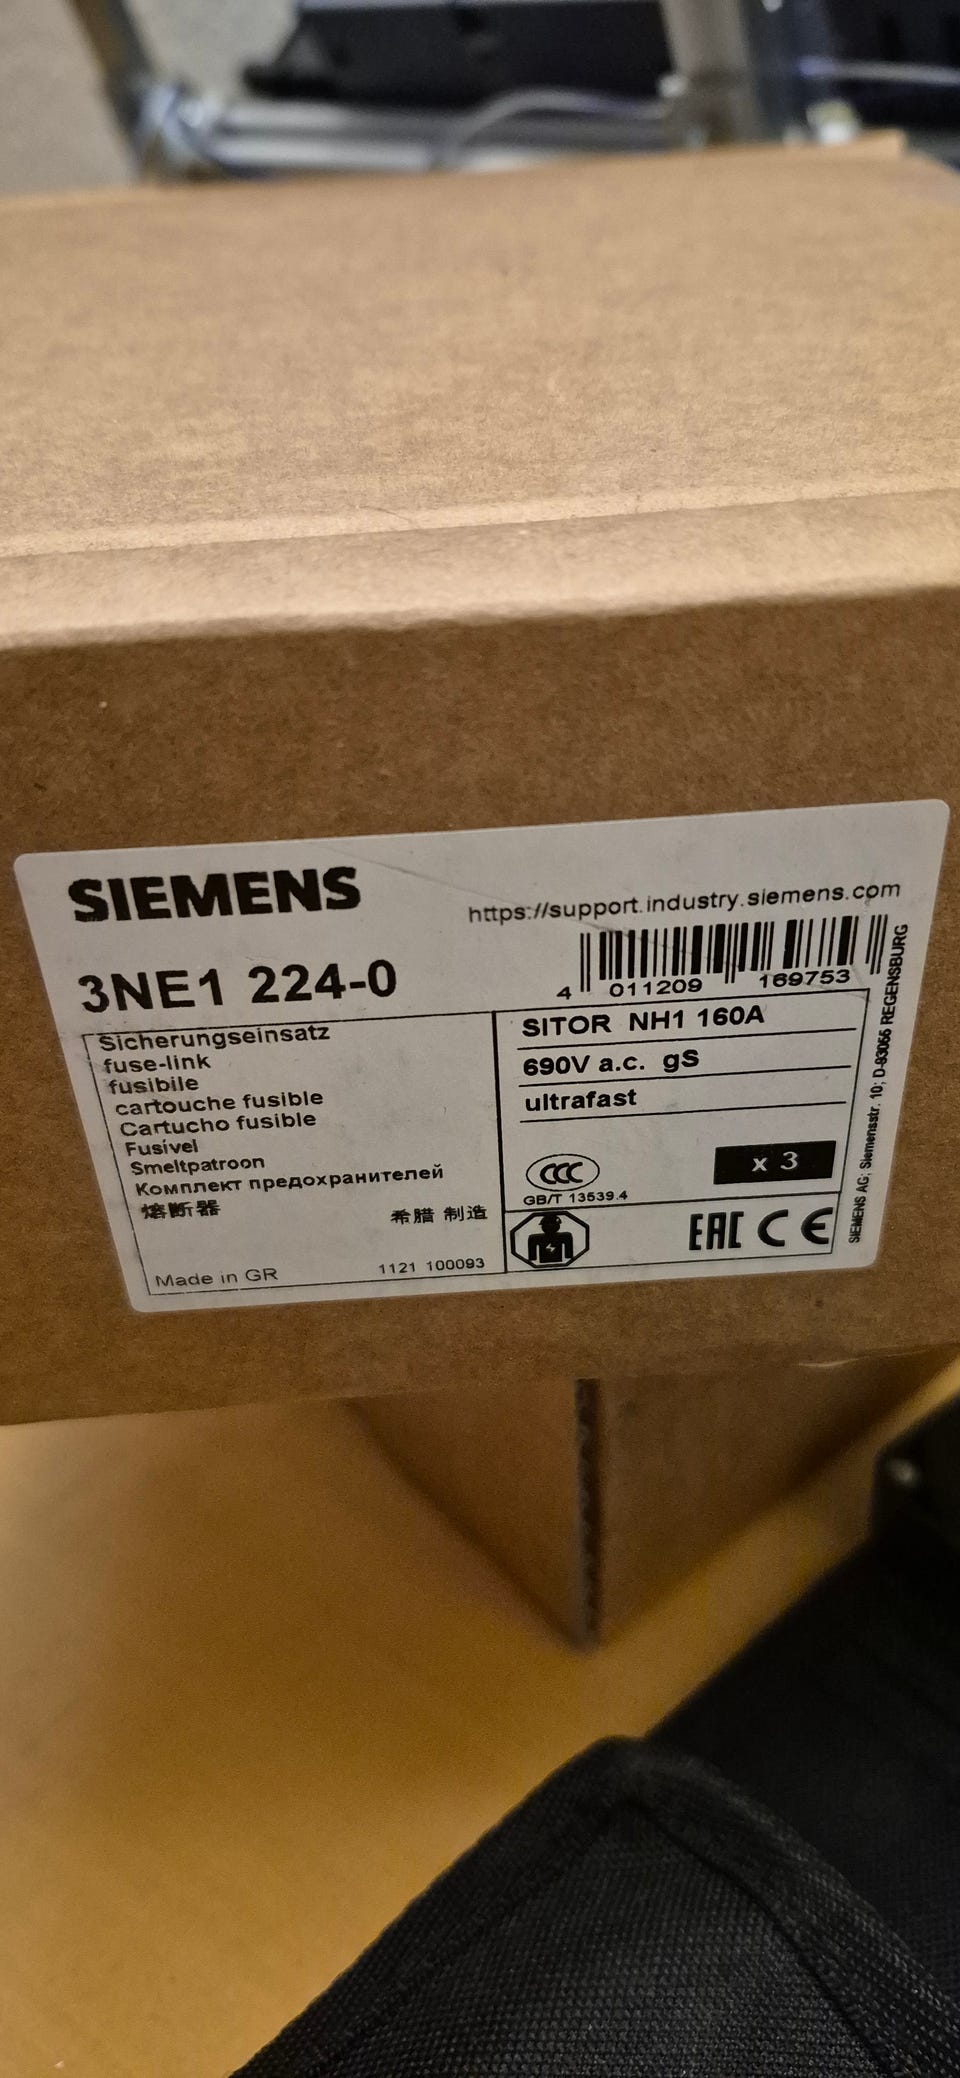 SIEMENS
https://support.industry.siemens.com
3NE1 224-0
4 011209 169753
Sicherungseinsatz
fuse-link
fusibile
cartouche fusible
Cartucho fusible
Fusível
Smeltpatroon
Комплект предохранителей
熔断器
希腊 制造
Made in GR
1121 100093
SITOR NH1 160A
690V a.c. gS
ultrafast
CCC
GB/T 13539.4
x 3
EAC CE
SIEMENS AG; Siemensstr. 10; D-93055 REGENSBURG